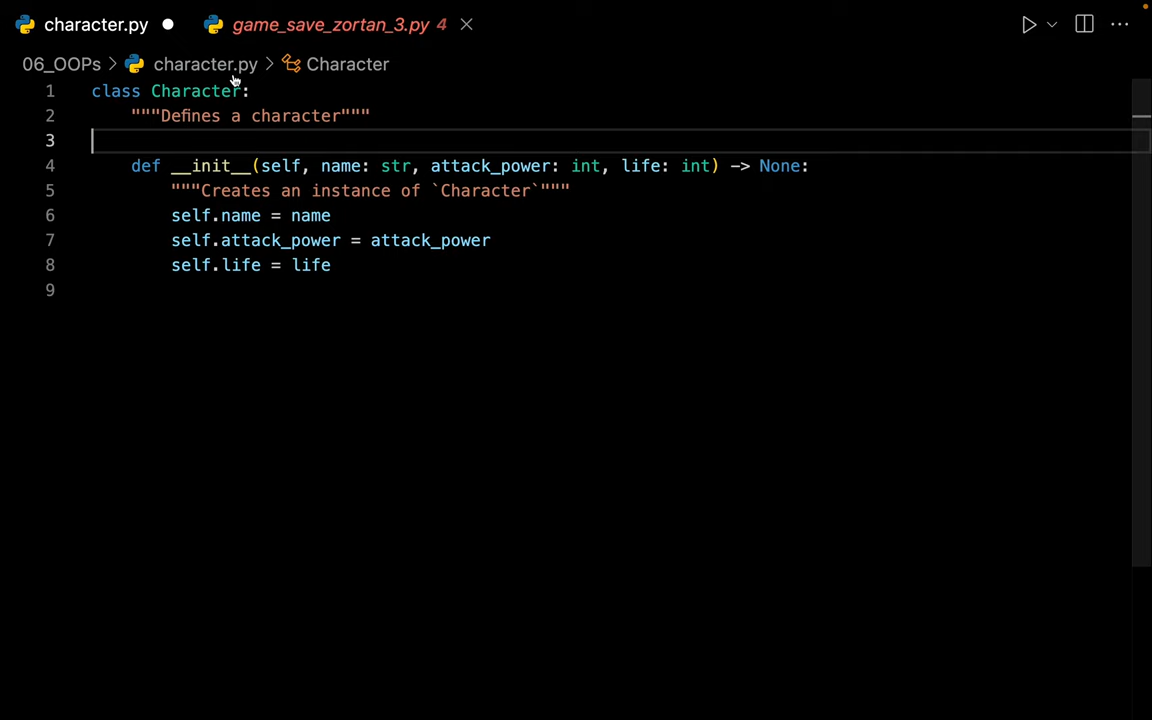 character.py game_save_zortan_3.py 4
06_OOPs > character.py > Character
1 class Character:
2 """Defines a character"""
3
4 def __init__(self, name: str, attack_power: int, life: int) -> None:
5 """Creates an instance of `Character`"""
6 self.name = name
7 self.attack_power = attack_power
8 self.life = life
9